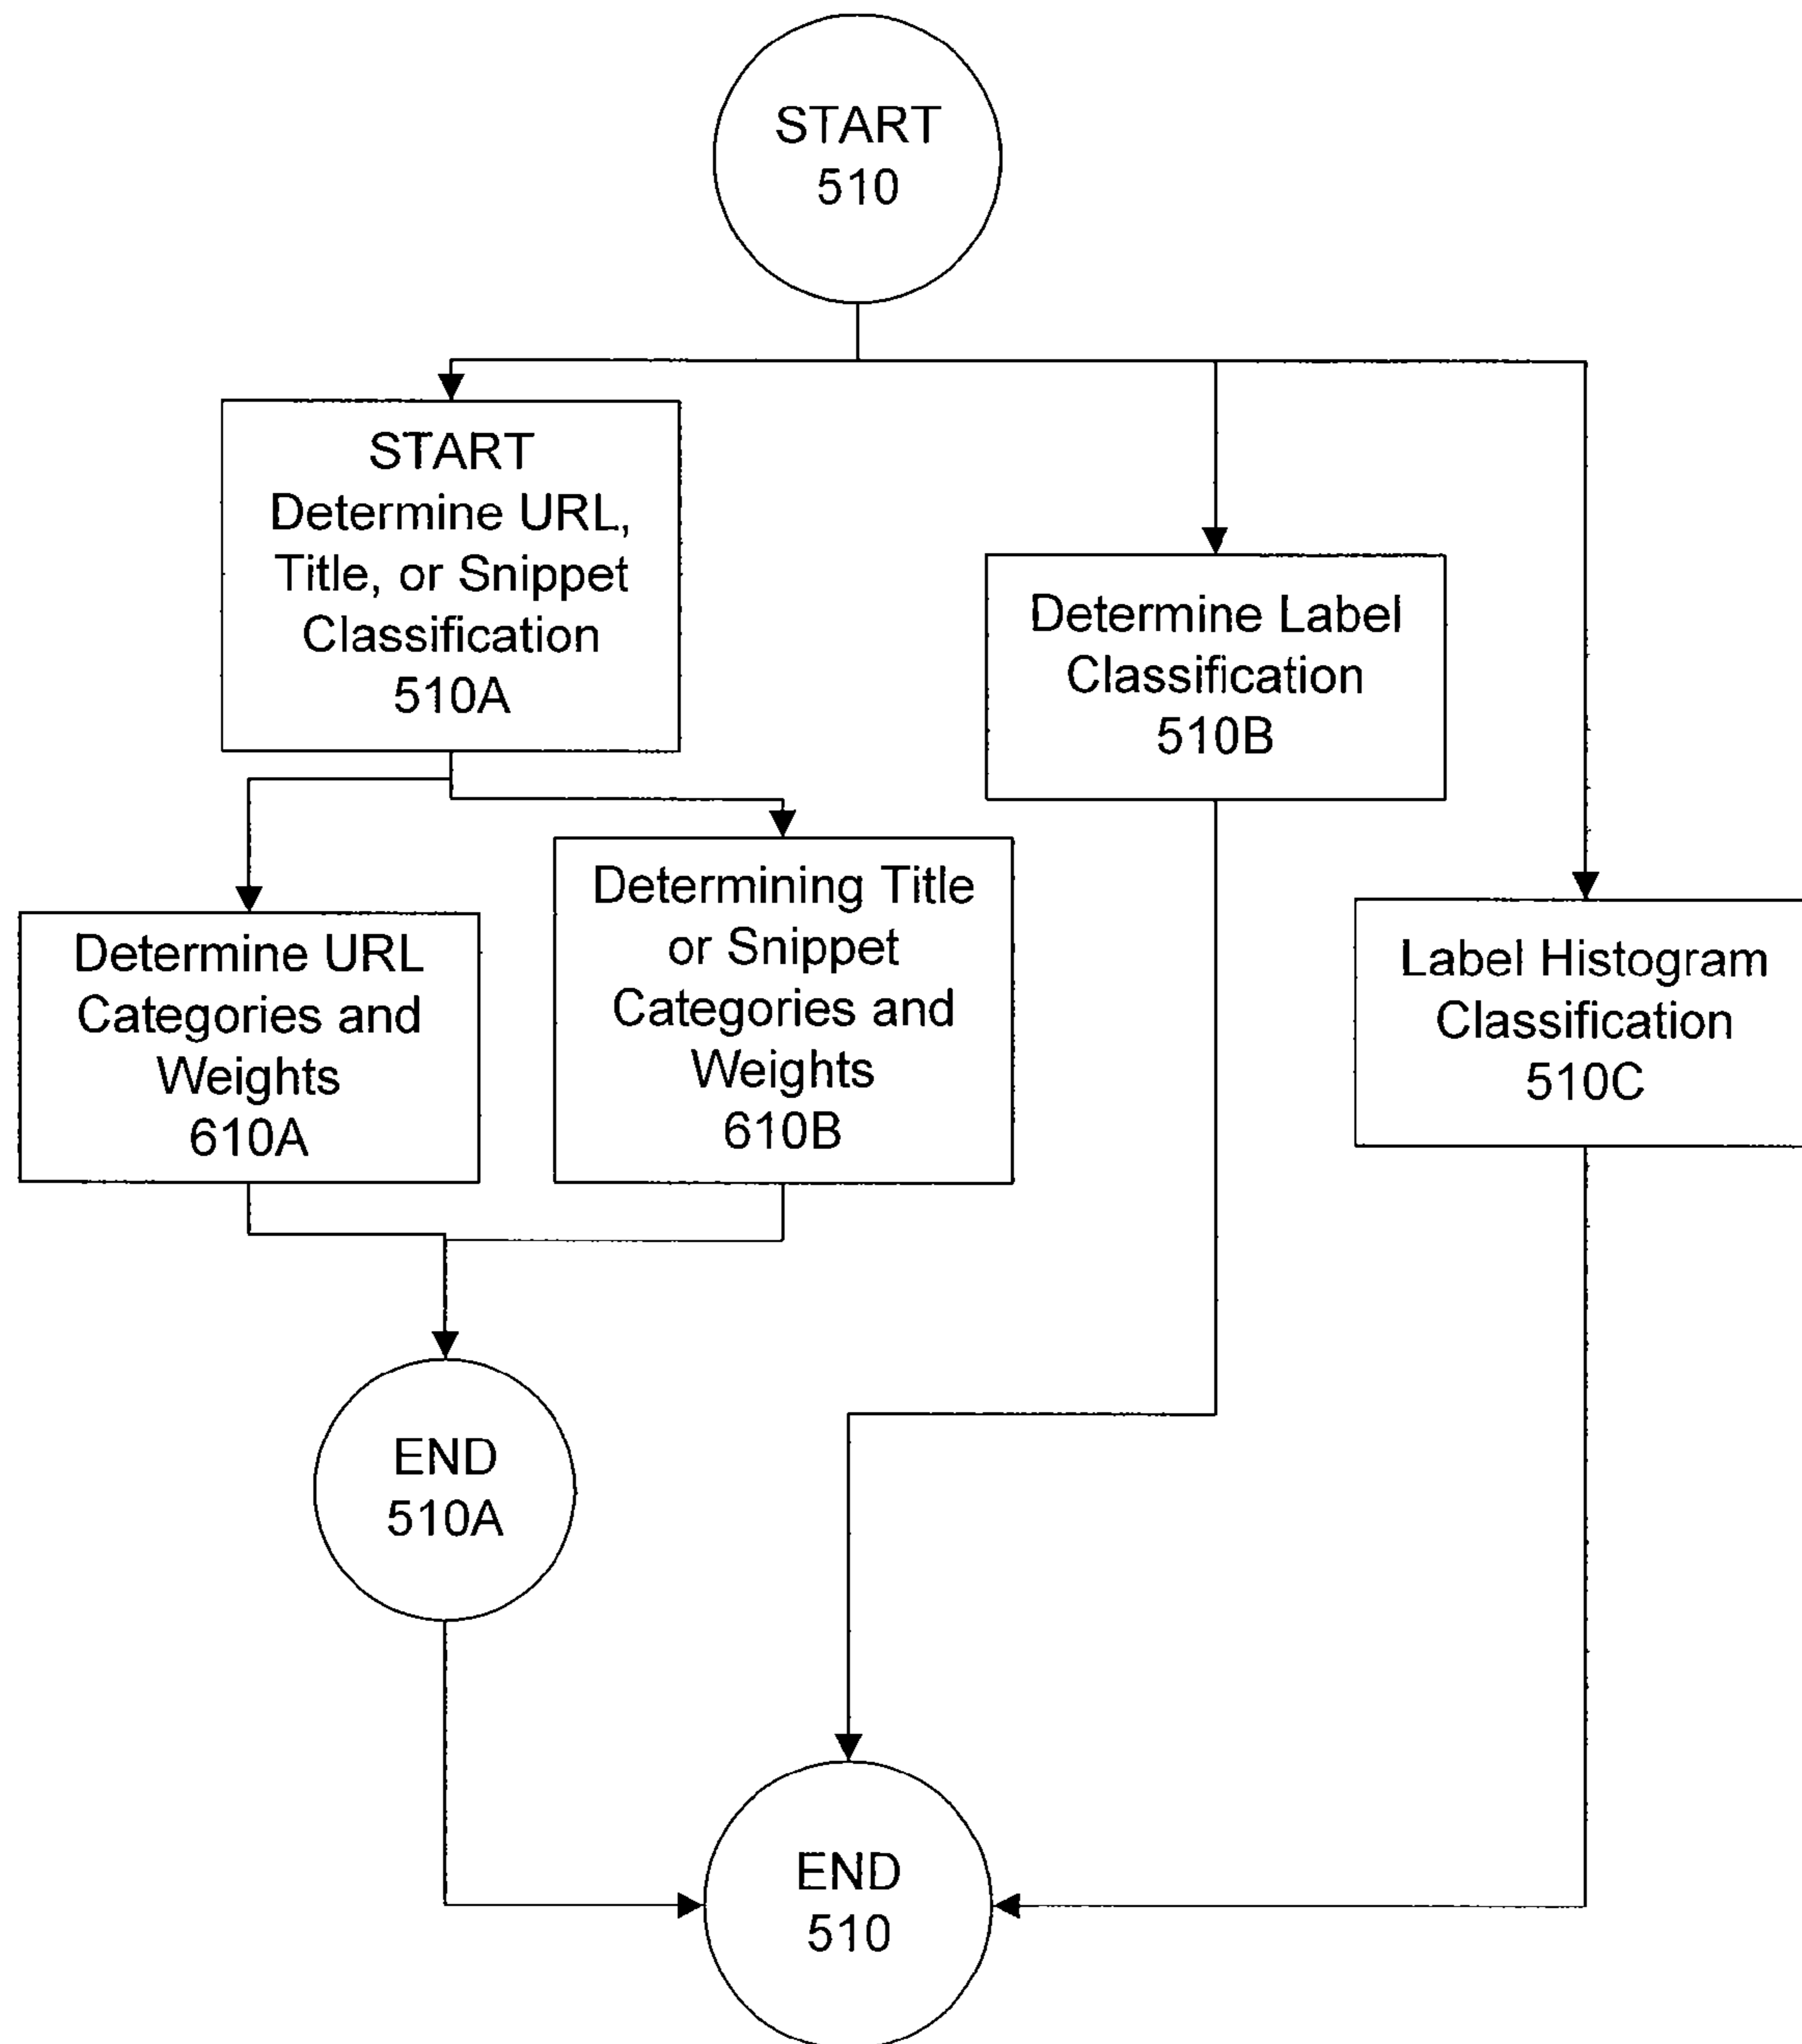 START
510
START
Determine URL,
Title, or Snippet
Classification
510A
Determine Label
Classification
510B
Determining Title
or Snippet
Categories and
Weights
610B
Determine URL
Categories and
Weights
610A
Label Histogram
Classification
510C
END
510A
END
510